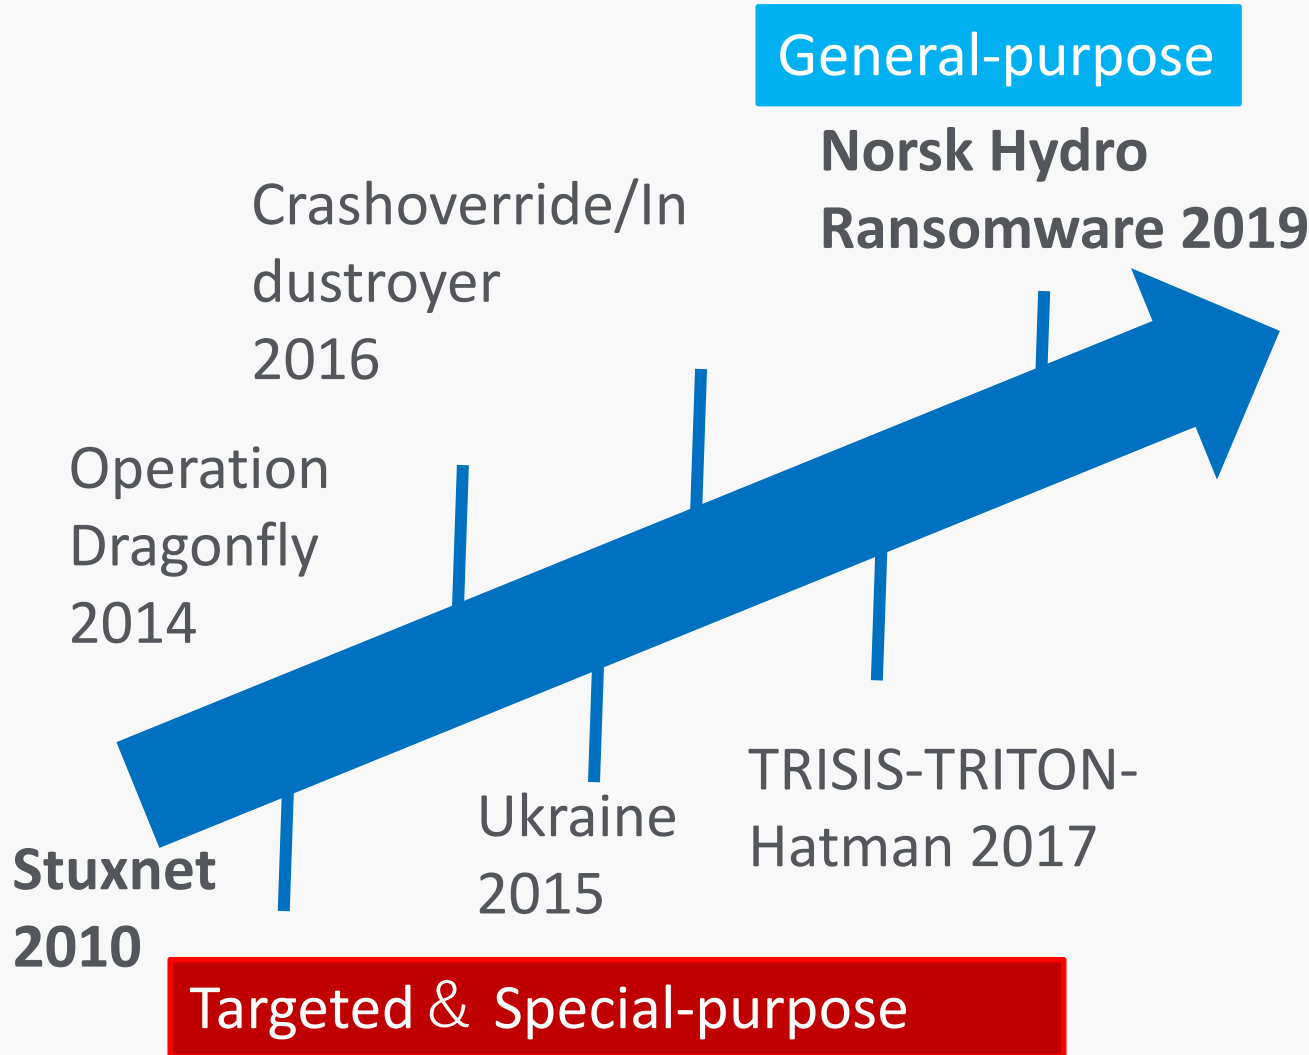 General-purpose
Norsk Hydro
Ransomware 2019
Crashoverride/In
dustroyer
2016
Operation
Dragonfly
2014
Stuxnet
2010
Ukraine
2015
TRISIS-TRITON-
Hatman 2017
Targeted & Special-purpose